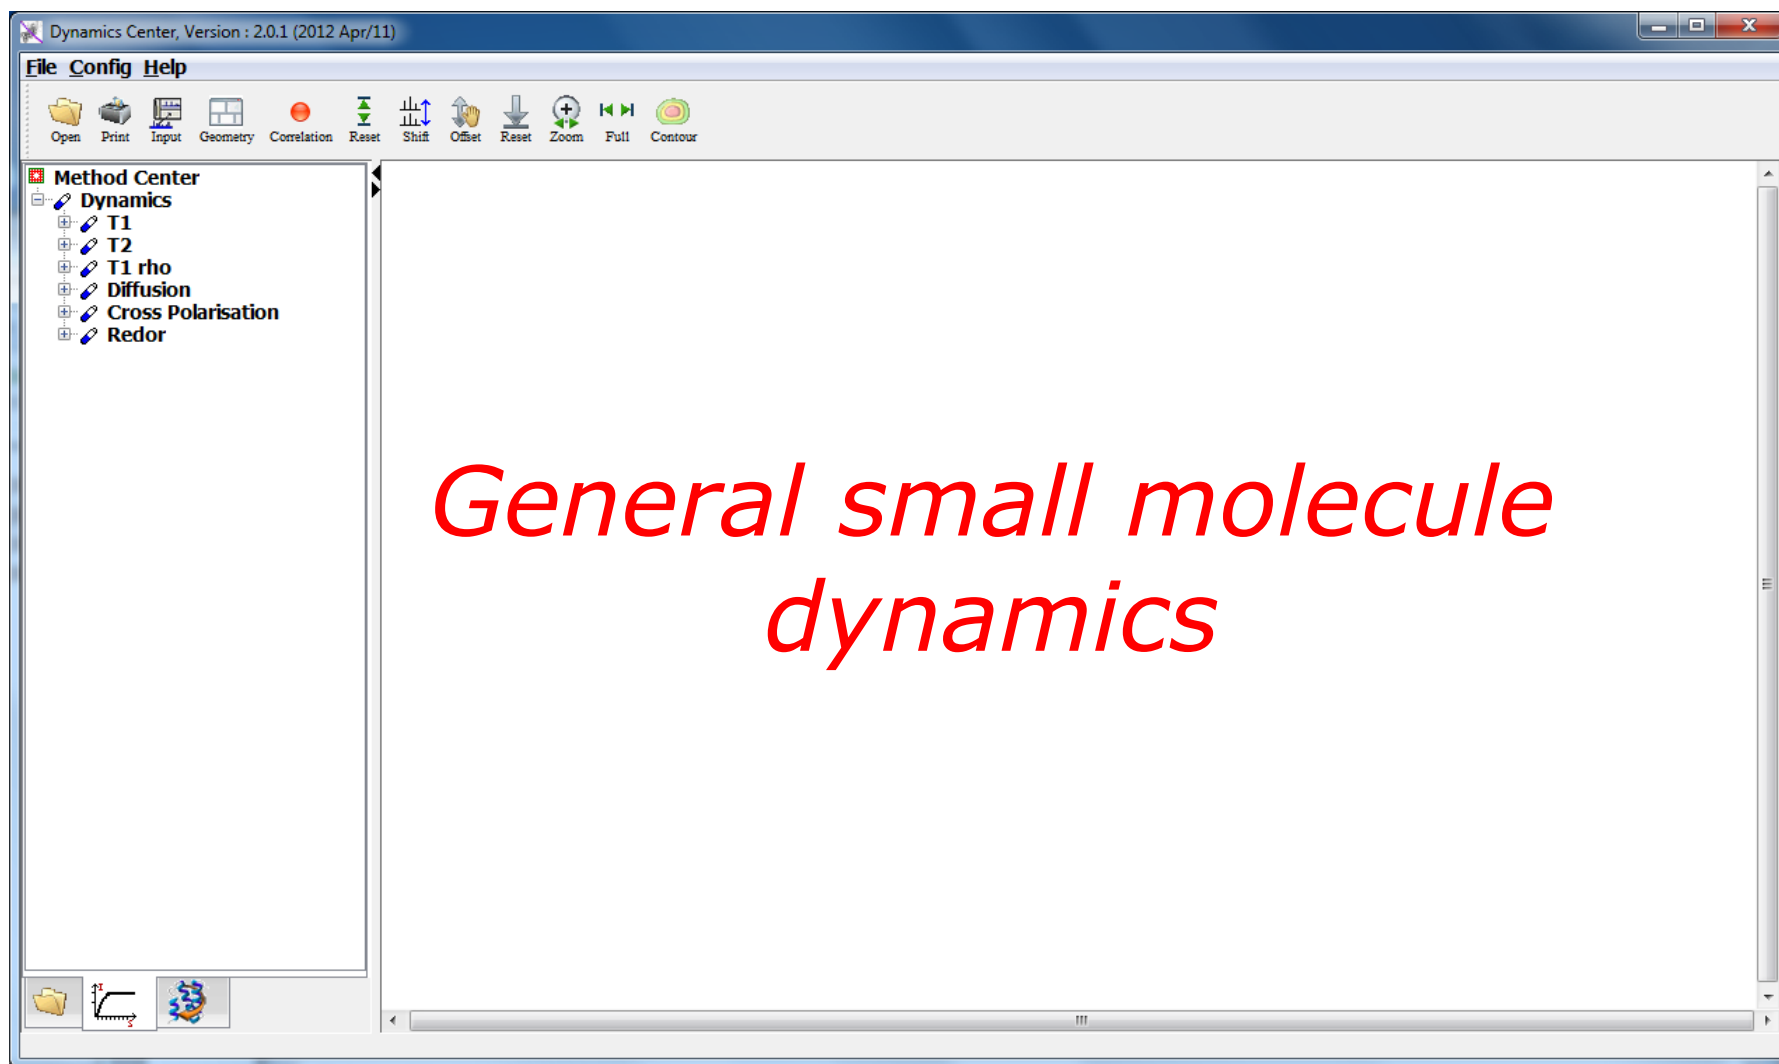 Dynamics Center, Version : 2.0.1 (2012 Apr/11)
File Config Help
Open Print Input Geometry Correlation Reset Shift Offset Reset Zoom Full Contour
Method Center
Dynamics
T1
T2
T1 rho
Diffusion
Cross Polarisation
Redor
General small molecule
dynamics